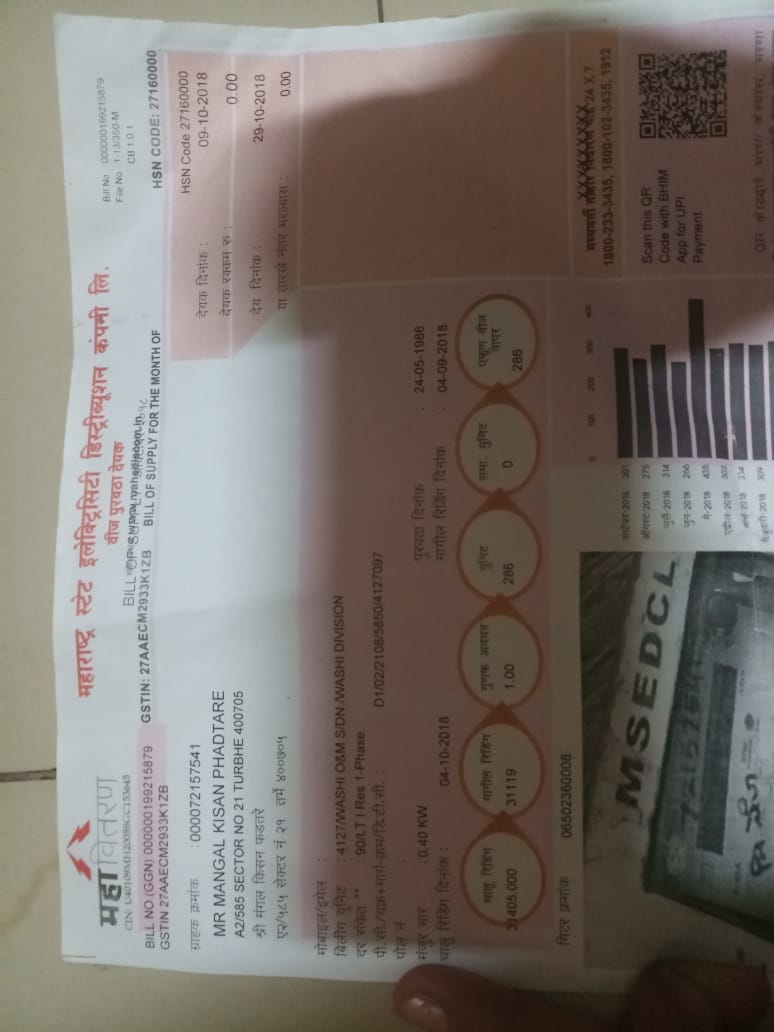 महावितरण
CIN: U40109MH2005SGC153645
महाराष्ट्र स्टेट इलेक्ट्रिसिटी डिस्ट्रीब्यूशन कंपनी लि.
वीज पुरवठा देयक
Bill No 000000199215879
File No 1-13/350-M
CB 1 0 1
BILL OF SUPPLY www.mahadiscom.in २०१८
BILL NO (GGN) :000000199215879 GSTIN: 27AAECM2933K1ZB BILL OF SUPPLY FOR THE MONTH OF HSN CODE: 27160000
GSTIN 27AAECM2933K1ZB
HSN Code 27160000
ग्राहक क्रमांक :000072157541
देयक दिनांक : 09-10-2018
MR MANGAL KISAN PHADTARE
देयक रक्कम रु : 0.00
A2/585 SECTOR NO 21 TURBHE 400705
श्री मंगल किसन फडतरे
देय दिनांक : 29-10-2018
ए२/५८५ सेक्टर नं २१ तर्भे ४००७०५
या तारखे नंतर भरल्यास : 0.00
मोबाइल/इमेल :
बिलींग युनिट : 4127/WASHI O&M S/DN /WASHI DIVISION
दर संकेत ** : 90/LT I Res 1-Phase
पी.सी./चक्र+मार्ग-क्रम/डि.टी.सी. : D1/02/2108/5850/4127097
पोल नं :
मंजुर भार : 0.40 KW पुरवठा दिनांक : 24-05-1986
चालु रिडिंग दिनांक : 04-10-2018 मागील रिडिंग दिनांक : 04-09-2018
चालू रिडिंग मागील रिडिंग गुणक अवयव युनिट समा. युनिट एकुण वीज वापर
31405.000 31119 1.00 286 0 286
मिटर क्रमांक 06502360008
MSEDCL
0 100 200 300 400
सप्टेंबर-2018 301
ऑगस्ट-2018 275
जुलै-2018 314
जुन-2018 266
मे-2018 435
एप्रील-2018 302
मार्च-2018 314
फेब्रुवारी-2018 309
मध्यवर्ती तक्रार निवारण केंद्र 24 X 7
XXXXXXXXX
1800-233-3435, 1800-102-3435, 1912
Scan this QR
Code with BHIM
App for UPI
Payment
QR कोडद्वारे भरणा केल्यास, भरणा